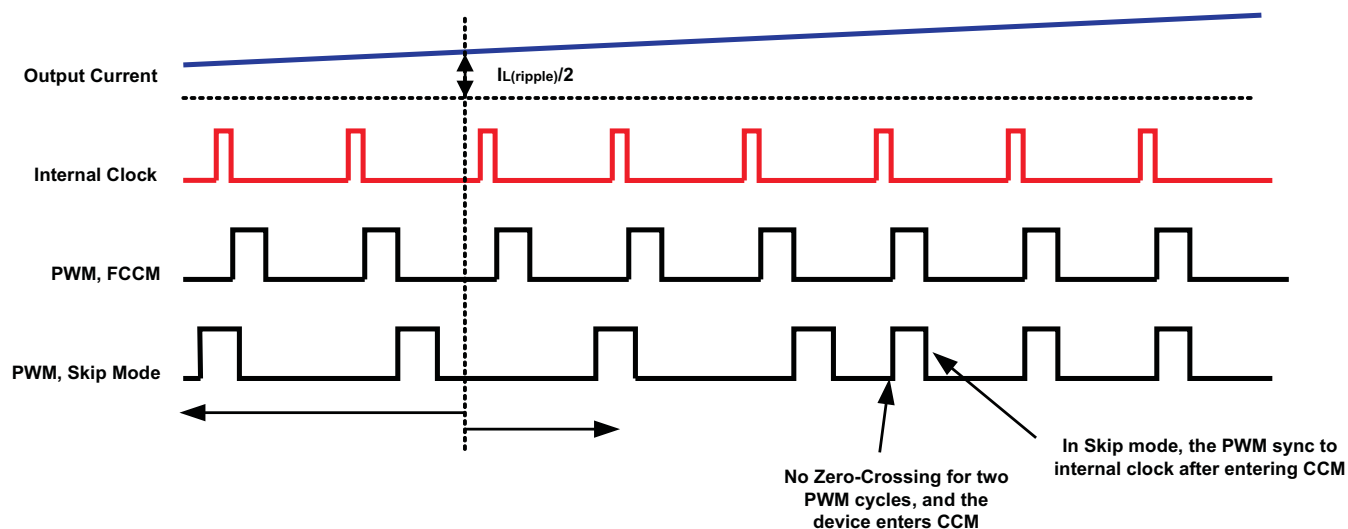 Output Current
IL(ripple)/2
Internal Clock
PWM, FCCM
PWM, Skip Mode
No Zero-Crossing for two
PWM cycles, and the
device enters CCM
In Skip mode, the PWM sync to
internal clock after entering CCM